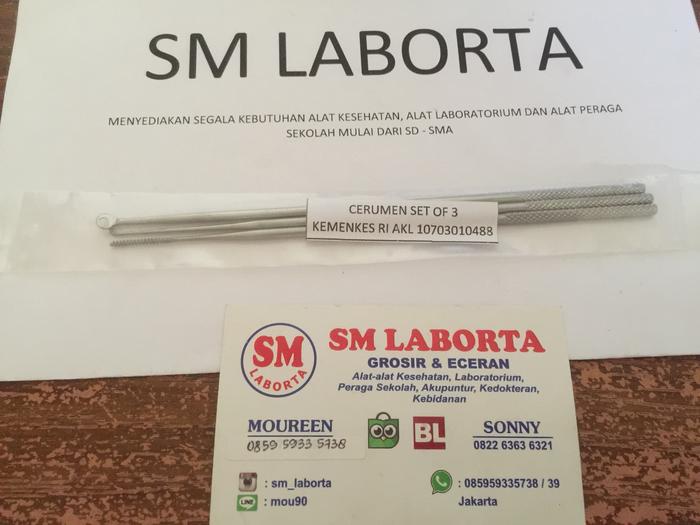 SM LABORTA
MENYEDIAKAN SEGALA KEBUTUHAN ALAT KESEHATAN, ALAT LABORATORIUM DAN ALAT PERAGA
SEKOLAH MULAI DARI SD - SMA
CERUMEN SET OF 3
KEMENKES RI AKL 10703010488
SM
LABORTA
SM LABORTA
GROSIR & ECERAN
Alat-alat Kesehatan, Laboratorium,
Peraga Sekolah, Akupuntur, Kedokteran,
Kebidanan
MOUREEN
0859 5933 5738
BL
SONNY
0822 6363 6321
: sm_laborta
LINE : mou90
: 085959335738 / 39
Jakarta